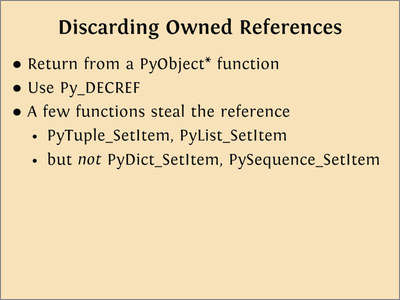 Discarding Owned References
● Return from a PyObject* function
● Use Py_DECREF
● A few functions steal the reference
• PyTuple_SetItem, PyList_SetItem
• but not PyDict_SetItem, PySequence_SetItem